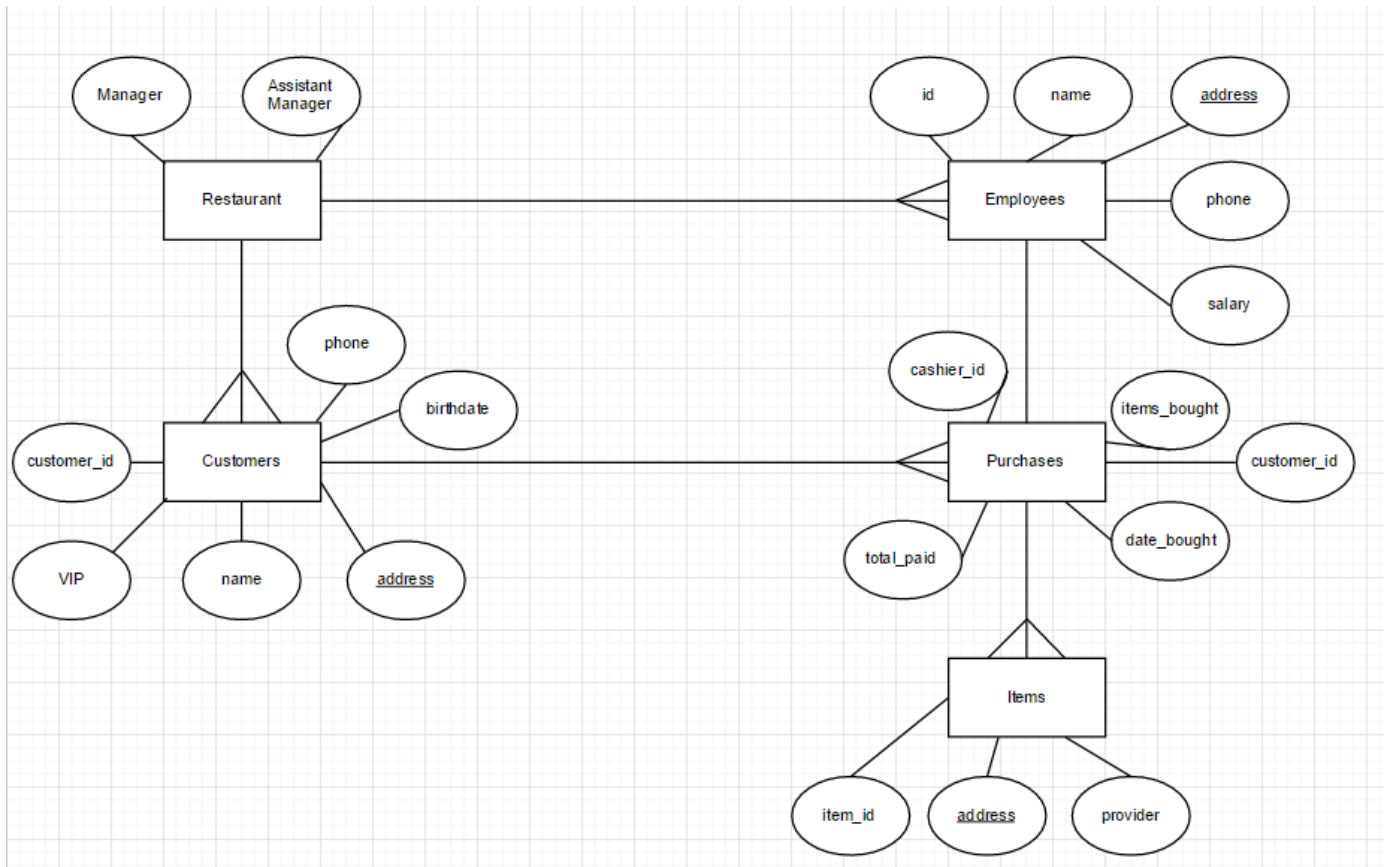 Manager
Assistant
Manager
id
name
address
Restaurant
Employees
phone
salary
phone
cashier_id
birthdate
items_bought
customer_id
Customers
Purchases
customer_id
total_paid
date_bought
VIP
name
address
Items
item_id
address
provider